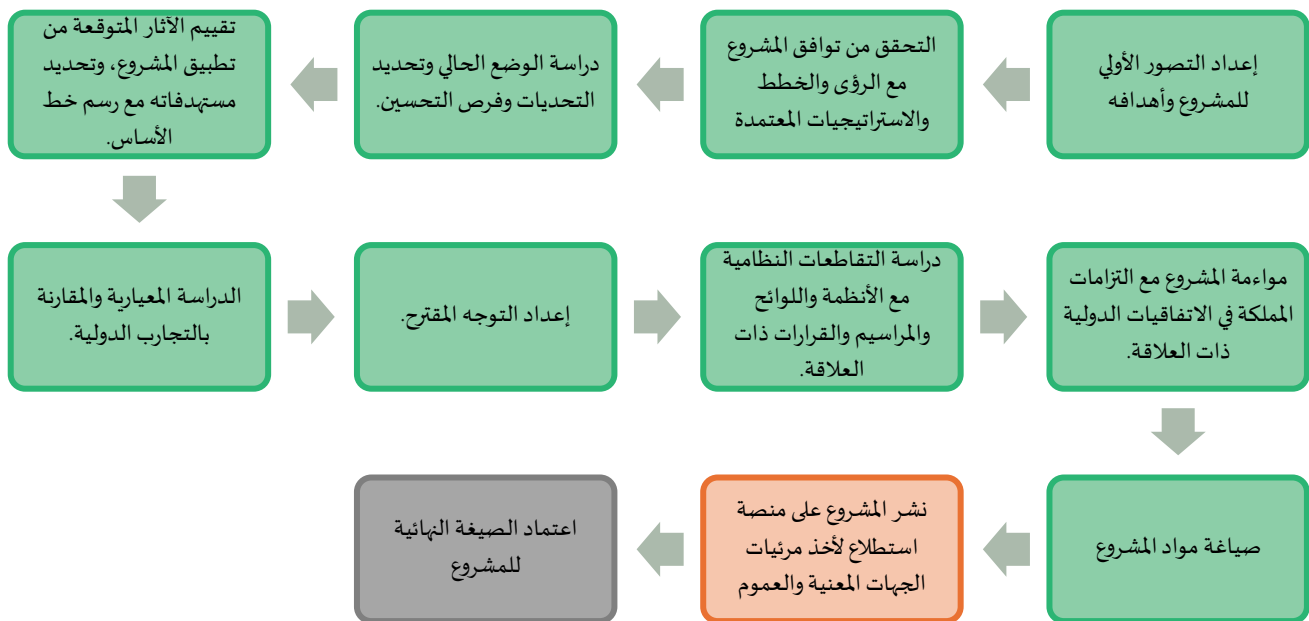 إعداد التصور الأولي
للمشروع وأهدافه
التحقق من توافق المشروع
مع الرؤى والخطط
والاستراتيجيات المعتمدة
دراسة الوضع الحالي وتحديد
التحديات وفرص التحسين.
تقييم الآثار المتوقعة من
تطبيق المشروع، وتحديد
مستهدفاته مع رسم خط
الأساس.
الدراسة المعيارية والمقارنة
بالتجارب الدولية.
إعداد التوجه المقترح.
دراسة التقاطعات النظامية
مع الأنظمة واللوائح
والمراسيم والقرارات ذات
العلاقة.
مواءمة المشروع مع التزامات
المملكة في الاتفاقيات الدولية
ذات العلاقة.
صياغة مواد المشروع
نشر المشروع على منصة
استطلاع لأخذ مرئيات
الجهات المعنية والعموم
اعتماد الصيغة النهائية
للمشروع